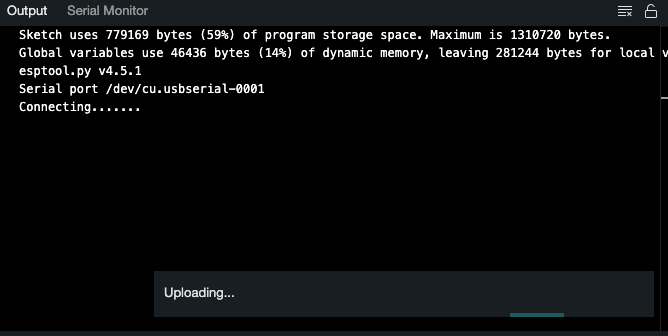 Output Serial Monitor
Sketch uses 779169 bytes (59%) of program storage space. Maximum is 1310720 bytes.
Global variables use 46436 bytes (14%) of dynamic memory, leaving 281244 bytes for local v
esptool.py v4.5.1
Serial port /dev/cu.usbserial-0001
Connecting.......
Uploading...